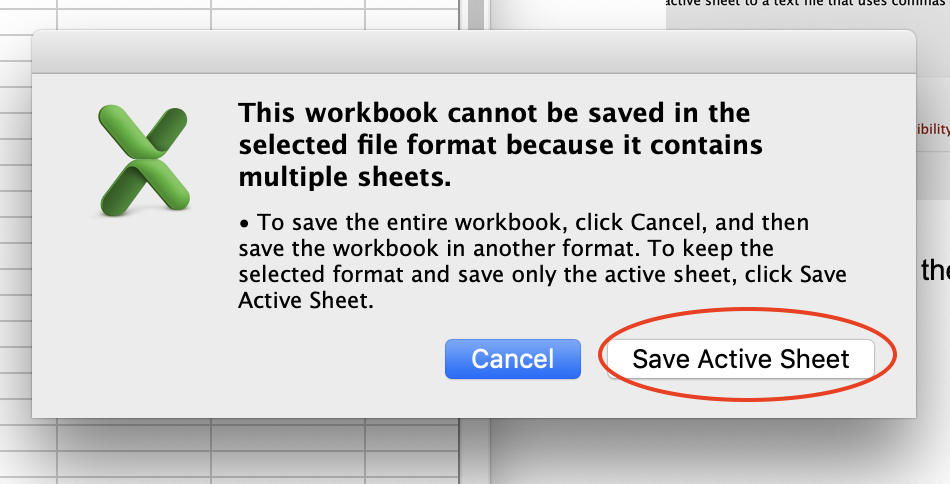 active sheet to a text file that uses commas
This workbook cannot be saved in the
selected file format because it contains
multiple sheets.
ibility
• To save the entire workbook, click Cancel, and then
save the workbook in another format. To keep the
selected format and save only the active sheet, click Save
Active Sheet.
the
Cancel
Save Active Sheet